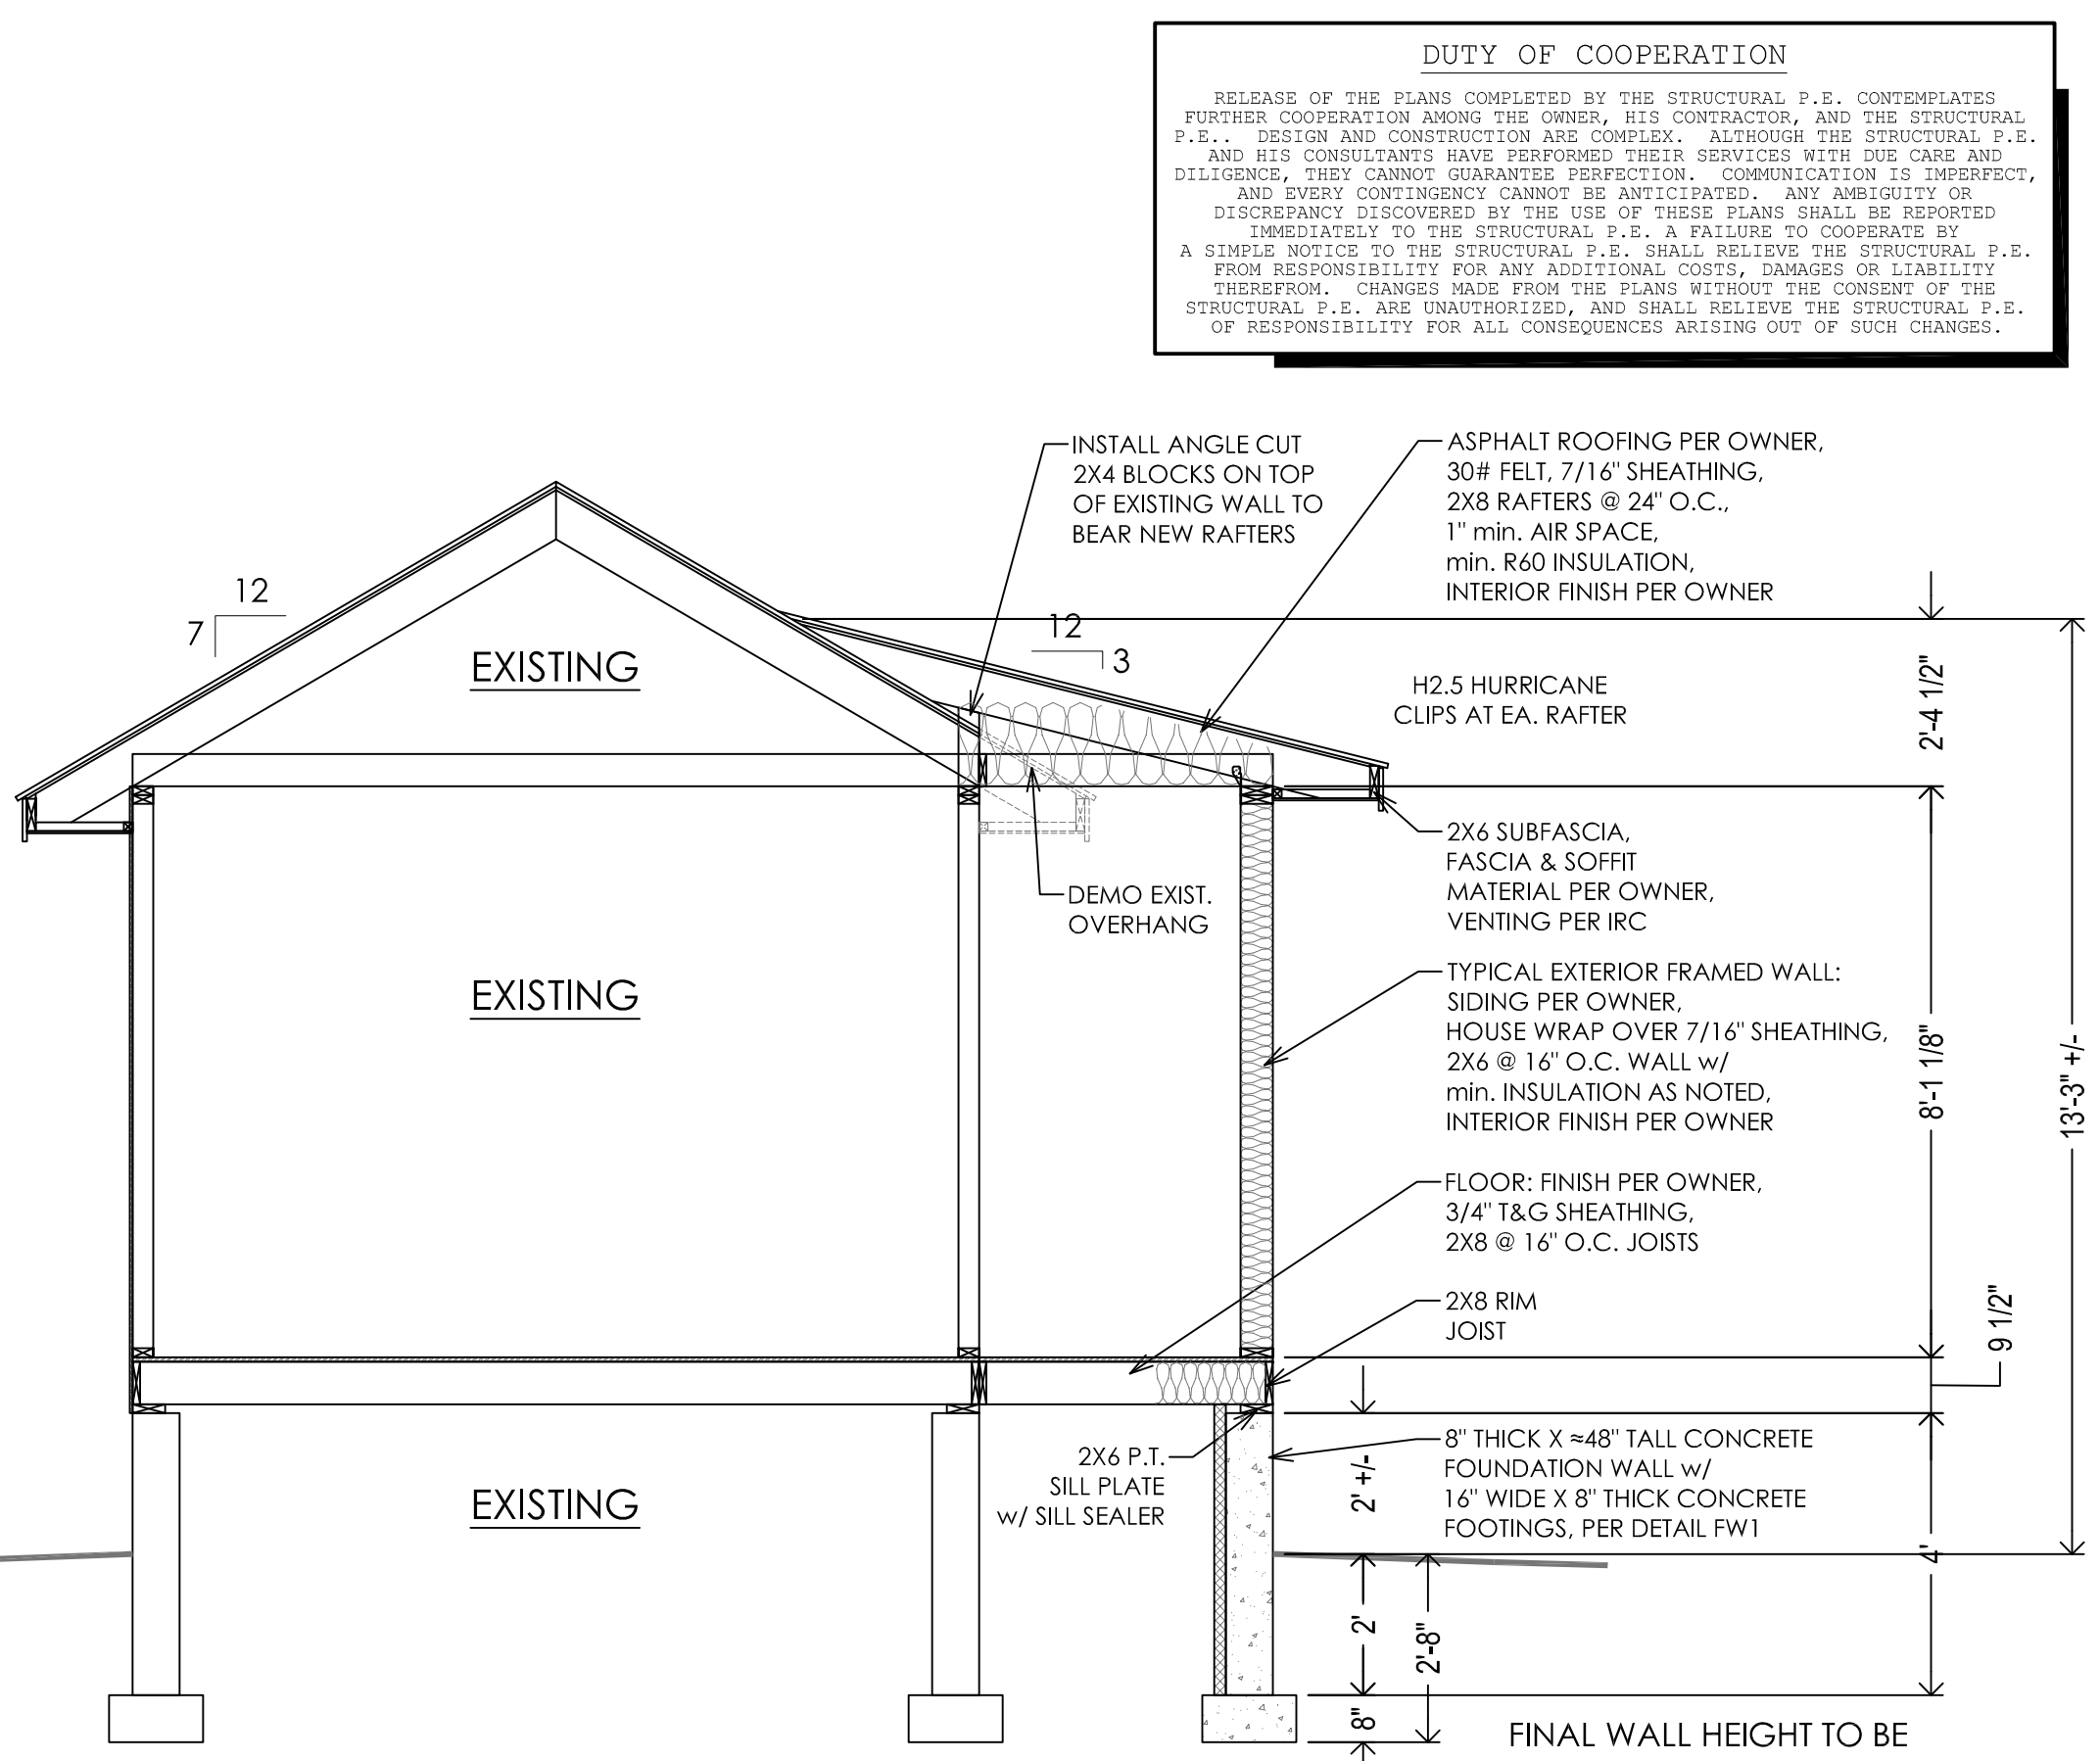 DUTY OF COOPERATION
RELEASE OF THE PLANS COMPLETED BY THE STRUCTURAL P.E. CONTEMPLATES
FURTHER COOPERATION AMONG THE OWNER, HIS CONTRACTOR, AND THE STRUCTURAL
P.E.. DESIGN AND CONSTRUCTION ARE COMPLEX. ALTHOUGH THE STRUCTURAL P.E.
AND HIS CONSULTANTS HAVE PERFORMED THEIR SERVICES WITH DUE CARE AND
DILIGENCE, THEY CANNOT GUARANTEE PERFECTION. COMMUNICATION IS IMPERFECT,
AND EVERY CONTINGENCY CANNOT BE ANTICIPATED. ANY AMBIGUITY OR
DISCREPANCY DISCOVERED BY THE USE OF THESE PLANS SHALL BE REPORTED
IMMEDIATELY TO THE STRUCTURAL P.E. A FAILURE TO COOPERATE BY
A SIMPLE NOTICE TO THE STRUCTURAL P.E. SHALL RELIEVE THE STRUCTURAL P.E.
FROM RESPONSIBILITY FOR ANY ADDITIONAL COSTS, DAMAGES OR LIABILITY
THEREFROM. CHANGES MADE FROM THE PLANS WITHOUT THE CONSENT OF THE
STRUCTURAL P.E. ARE UNAUTHORIZED, AND SHALL RELIEVE THE STRUCTURAL P.E.
OF RESPONSIBILITY FOR ALL CONSEQUENCES ARISING OUT OF SUCH CHANGES.
INSTALL ANGLE CUT
2X4 BLOCKS ON TOP
OF EXISTING WALL TO
BEAR NEW RAFTERS
ASPHALT ROOFING PER OWNER,
30# FELT, 7/16" SHEATHING,
2X8 RAFTERS @ 24" O.C.,
1" min. AIR SPACE,
min. R60 INSULATION,
INTERIOR FINISH PER OWNER
12
7
12
3
EXISTING
H2.5 HURRICANE
CLIPS AT EA. RAFTER
2'-4 1/2"
2X6 SUBFASCIA,
FASCIA & SOFFIT
MATERIAL PER OWNER,
VENTING PER IRC
DEMO EXIST.
OVERHANG
EXISTING
TYPICAL EXTERIOR FRAMED WALL:
SIDING PER OWNER,
HOUSE WRAP OVER 7/16" SHEATHING,
2X6 @ 16" O.C. WALL w/
min. INSULATION AS NOTED,
INTERIOR FINISH PER OWNER
8'-1 1/8"
13'-3" +/-
FLOOR: FINISH PER OWNER,
3/4" T&G SHEATHING,
2X8 @ 16" O.C. JOISTS
2X8 RIM
JOIST
9 1/2"
2X6 P.T.
SILL PLATE
w/ SILL SEALER
8" THICK X ≈48" TALL CONCRETE
FOUNDATION WALL w/
16" WIDE X 8" THICK CONCRETE
FOOTINGS, PER DETAIL FW1
EXISTING
2' +/-
4'
2'
2'-8"
8"
FINAL WALL HEIGHT TO BE